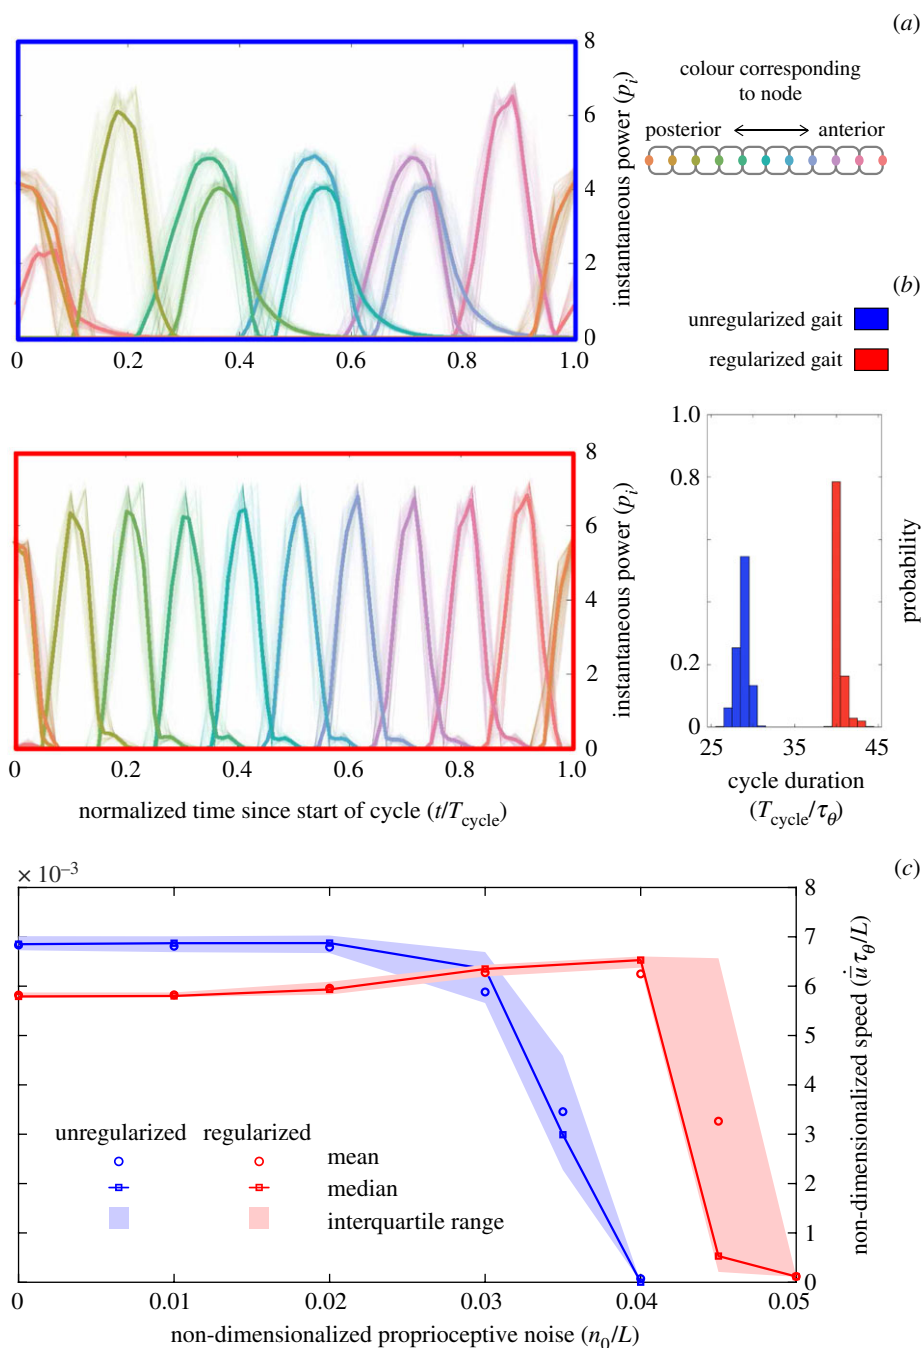 (a)
8
6
4
2
0
instantaneous power (p_i)
0 0.2 0.4 0.6 0.8 1.0
colour corresponding
to node
posterior anterior
(b)
unregularized gait
regularized gait
8
6
4
2
0
instantaneous power (p_i)
0 0.2 0.4 0.6 0.8 1.0
normalized time since start of cycle (t/T_cycle)
1.0
0.8
0.2
0
probability
25 35 45
cycle duration
(T_cycle/τ_θ)
(c)
× 10⁻³
8
7
6
5
4
3
2
1
0
non-dimensionalized speed (u̇̄ τ_θ/L)
unregularized regularized
mean
median
interquartile range
0 0.01 0.02 0.03 0.04 0.05
non-dimensionalized proprioceptive noise (n₀/L)